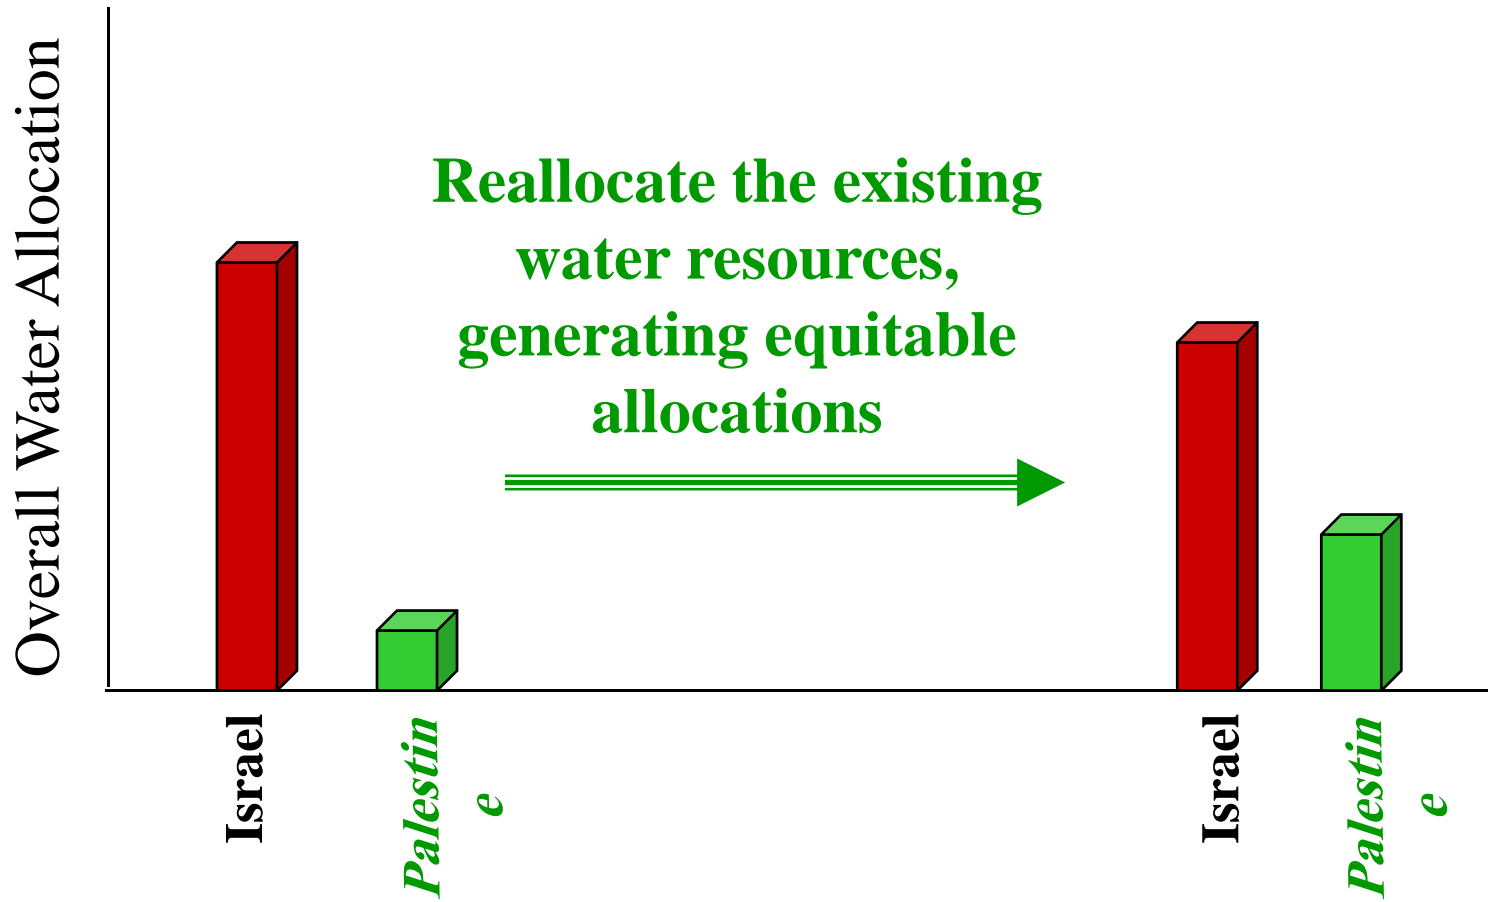 Overall Water Allocation
Reallocate the existing
water resources,
generating equitable
allocations
Israel
Palestin
e
Israel
Palestin
e